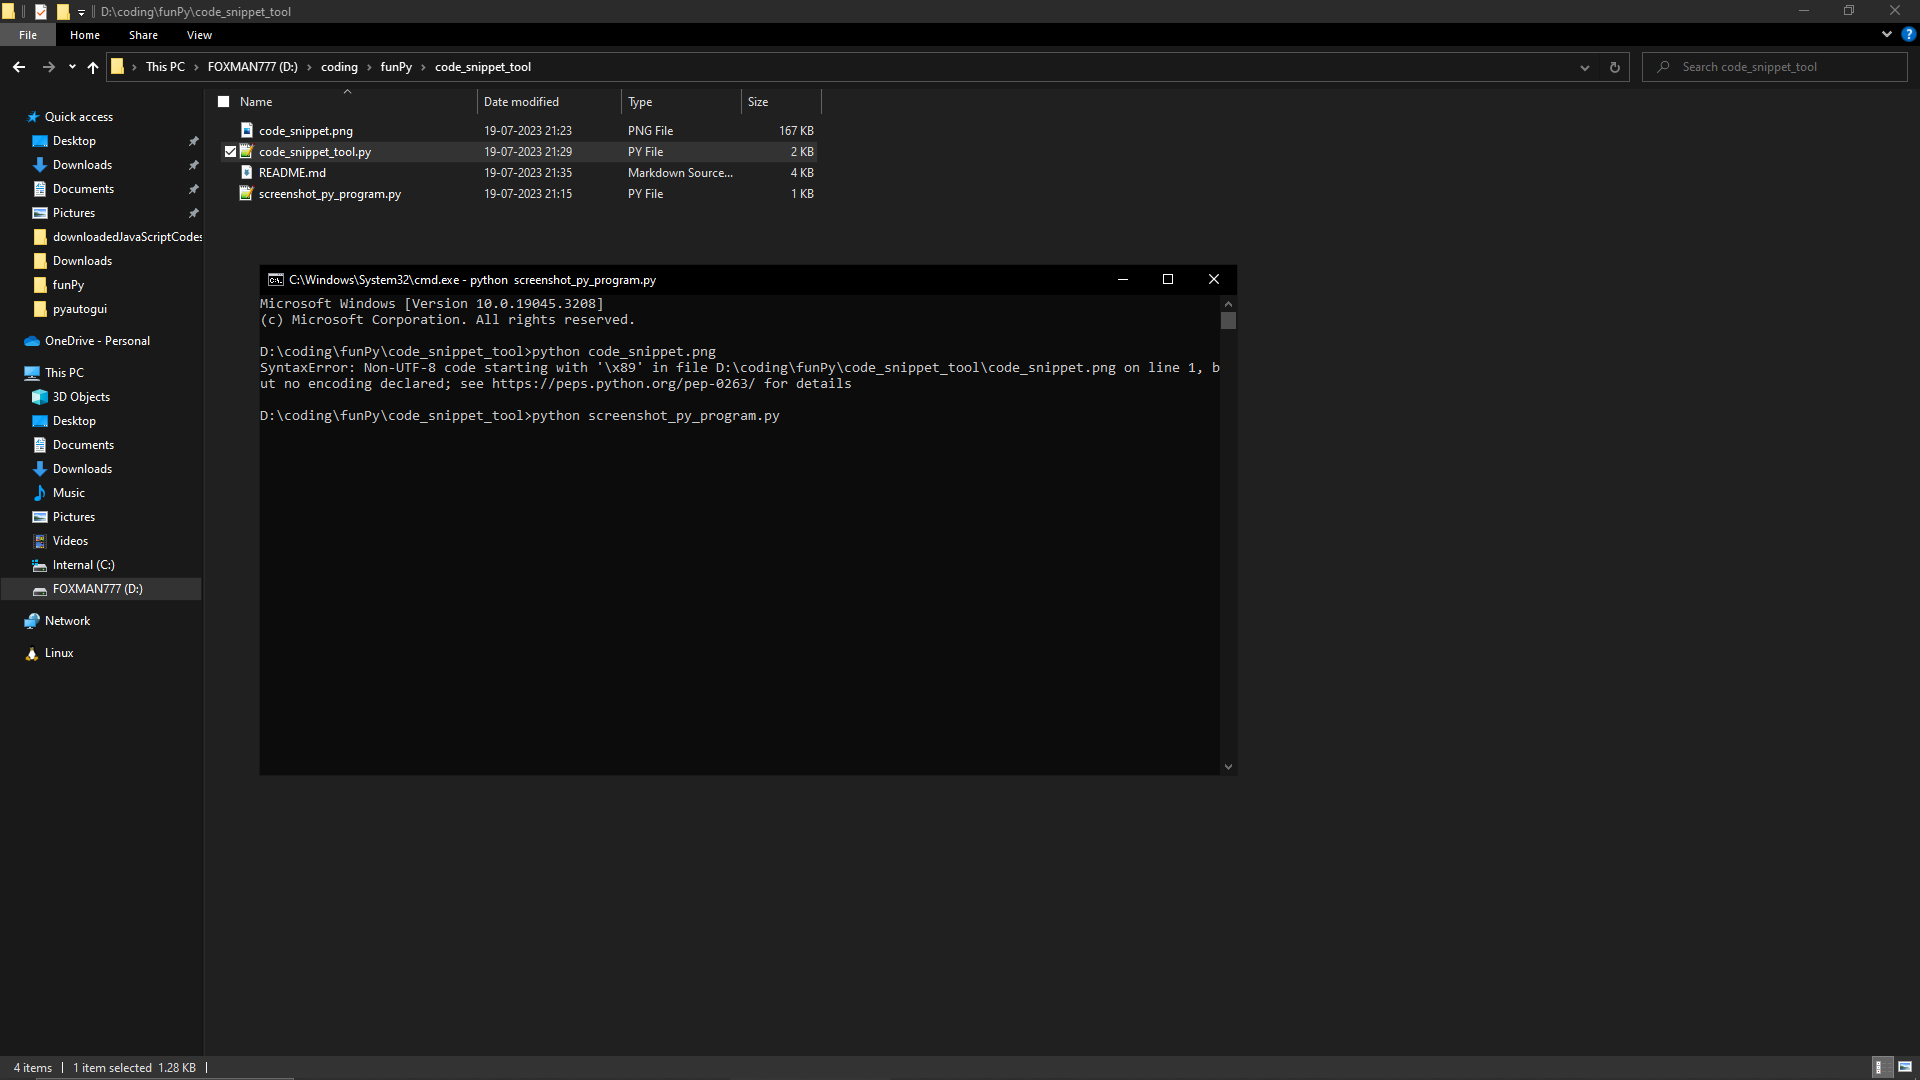 D:\coding\funPy\code_snippet_tool
File Home Share View
This PC FOXMAN777 (D:) coding funPy code_snippet_tool
Search code_snippet_tool
Name Date modified Type Size
code_snippet.png 19-07-2023 21:23 PNG File 167 KB
code_snippet_tool.py 19-07-2023 21:29 PY File 2 KB
README.md 19-07-2023 21:35 Markdown Source... 4 KB
screenshot_py_program.py 19-07-2023 21:15 PY File 1 KB
Quick access
Desktop
Downloads
Documents
Pictures
downloadedJavaScriptCodes
Downloads
funPy
pyautogui
OneDrive - Personal
This PC
3D Objects
Desktop
Documents
Downloads
Music
Pictures
Videos
Internal (C:)
FOXMAN777 (D:)
Network
Linux
C:\Windows\System32\cmd.exe - python  screenshot_py_program.py
Microsoft Windows [Version 10.0.19045.3208]
(c) Microsoft Corporation. All rights reserved.
D:\coding\funPy\code_snippet_tool>python code_snippet.png
SyntaxError: Non-UTF-8 code starting with '\x89' in file D:\coding\funPy\code_snippet_tool\code_snippet.png on line 1, b
ut no encoding declared; see https://peps.python.org/pep-0263/ for details
D:\coding\funPy\code_snippet_tool>python screenshot_py_program.py
4 items 1 item selected 1.28 KB